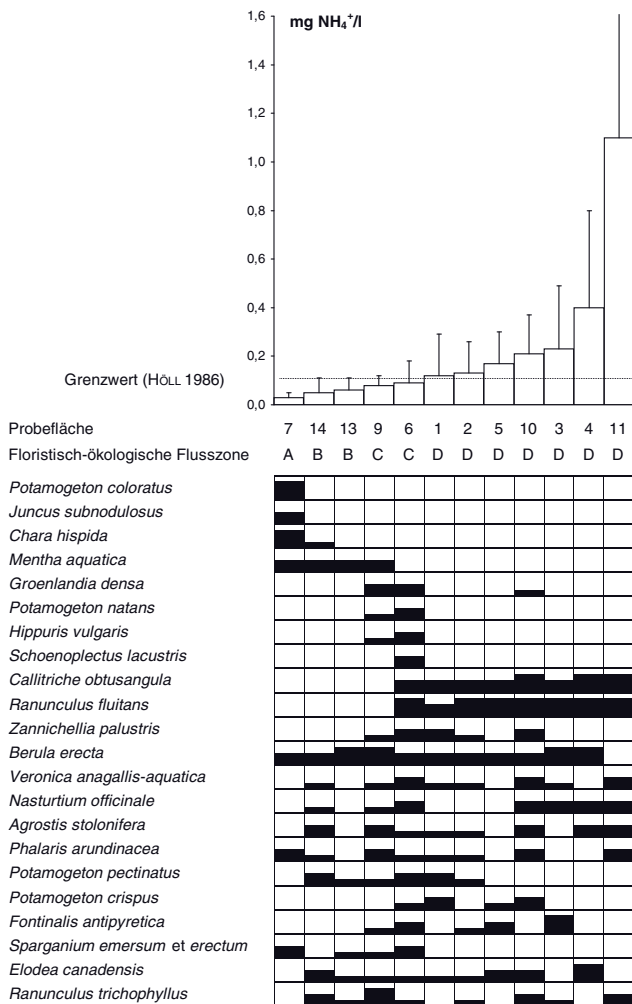 1,6
mg NH₄⁺/l
1,4
1,2
1,0
0,8
0,6
0,4
0,2
Grenzwert (HÖLL 1986)
0,0
Probefläche 7 14 13 9 6 1 2 5 10 3 4 11
Floristisch-ökologische Flusszone A B B C C D D D D D D D
Potamogeton coloratus
Juncus subnodulosus
Chara hispida
Mentha aquatica
Groenlandia densa
Potamogeton natans
Hippuris vulgaris
Schoenoplectus lacustris
Callitriche obtusangula
Ranunculus fluitans
Zannichellia palustris
Berula erecta
Veronica anagallis-aquatica
Nasturtium officinale
Agrostis stolonifera
Phalaris arundinacea
Potamogeton pectinatus
Potamogeton crispus
Fontinalis antipyretica
Sparganium emersum et erectum
Elodea canadensis
Ranunculus trichophyllus